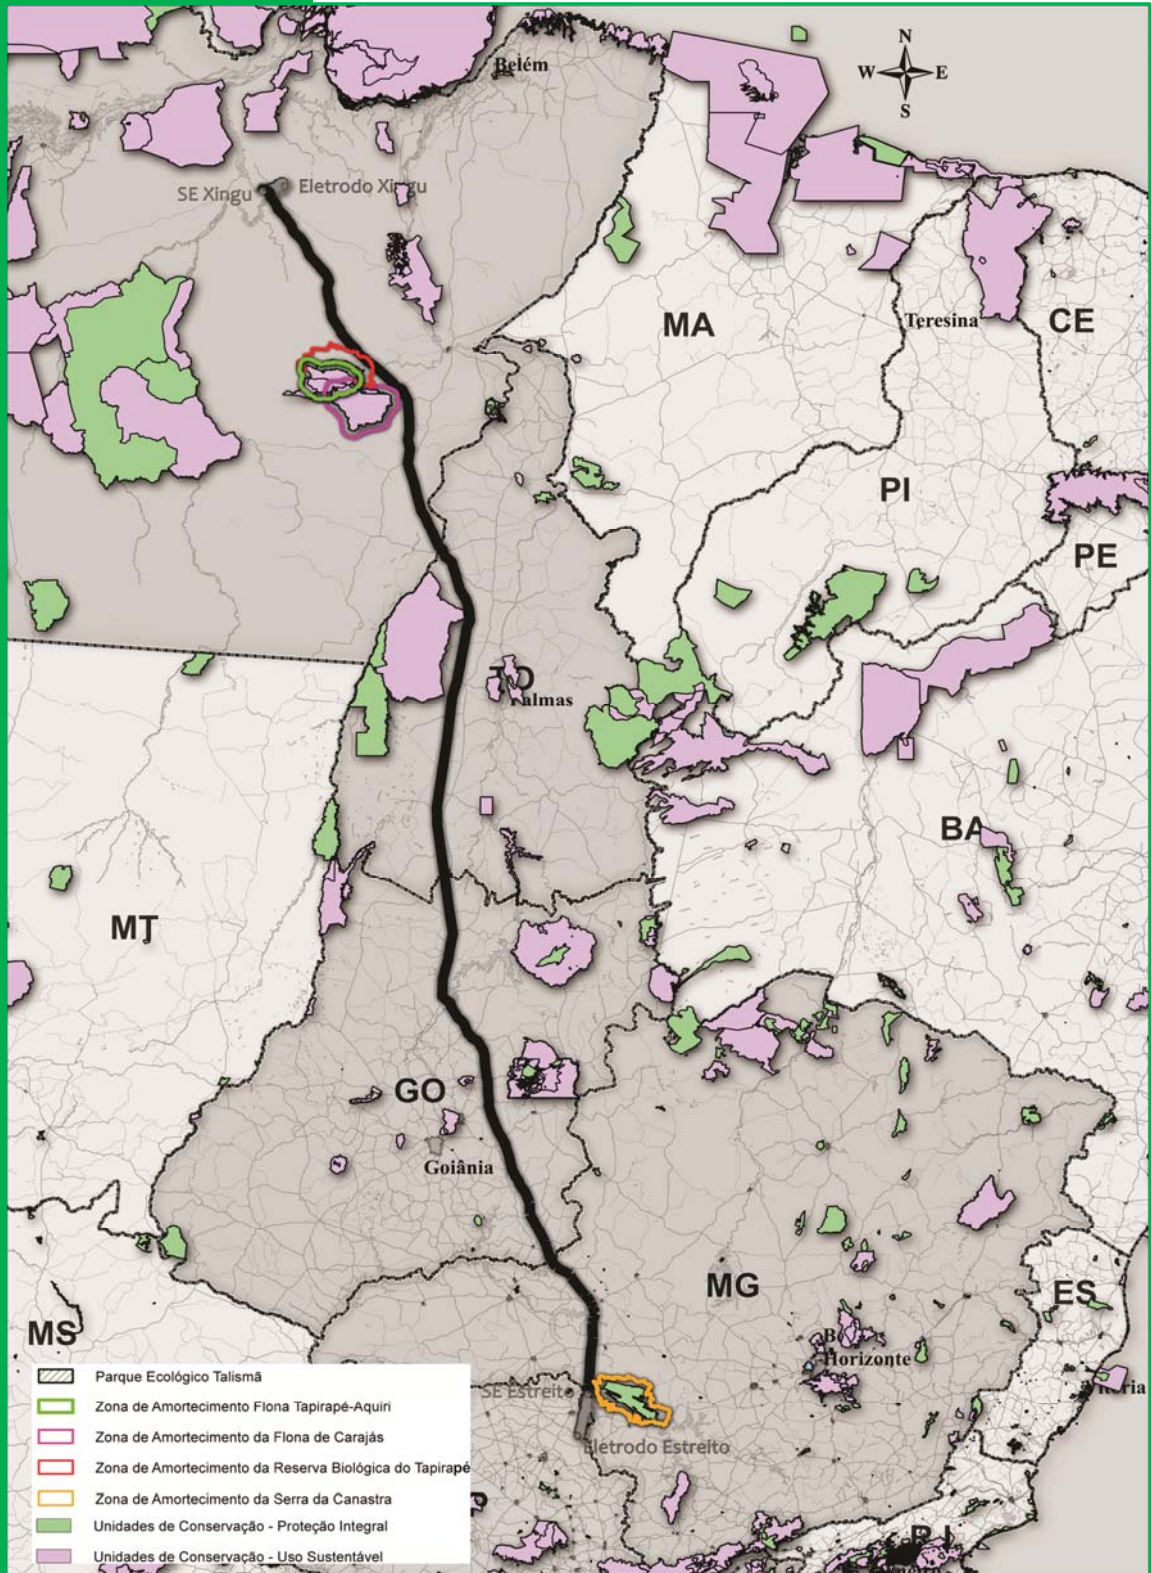 N
W E
S
Belém
SE Xingu
Eletrodo Xingu
MA
Teresina
CE
PI
PE
TO
Palmas
BA
MT
GO
Goiânia
MG
ES
MS
Belo
Horizonte
Vitória
SE Estreito
Eletrodo Estreito
RJ
Parque Ecológico Talismã
Zona de Amortecimento Flona Tapirapé-Aquiri
Zona de Amortecimento da Flona de Carajás
Zona de Amortecimento da Reserva Biológica do Tapirapé
Zona de Amortecimento da Serra da Canastra
Unidades de Conservação - Proteção Integral
Unidades de Conservação - Uso Sustentável